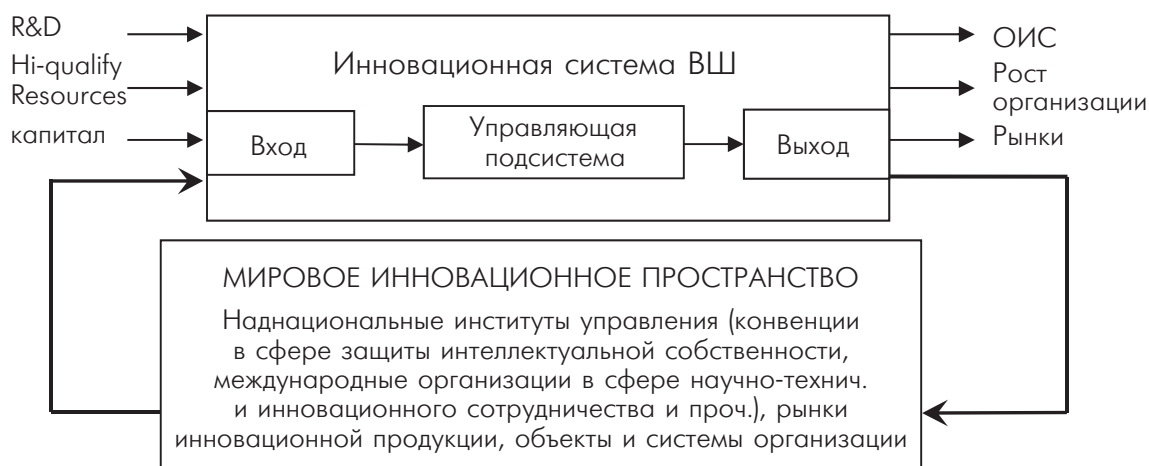 R&D
Hi-qualify
Resources
капитал
Инновационная система ВШ
Вход
Управляющая
подсистема
Выход
ОИС
Рост
организации
Рынки
МИРОВОЕ ИННОВАЦИОННОЕ ПРОСТРАНСТВО
Наднациональные институты управления (конвенции
в сфере защиты интеллектуальной собственности,
международные организации в сфере научно-технич.
и инновационного сотрудничества и проч.), рынки
инновационной продукции, объекты и системы организации